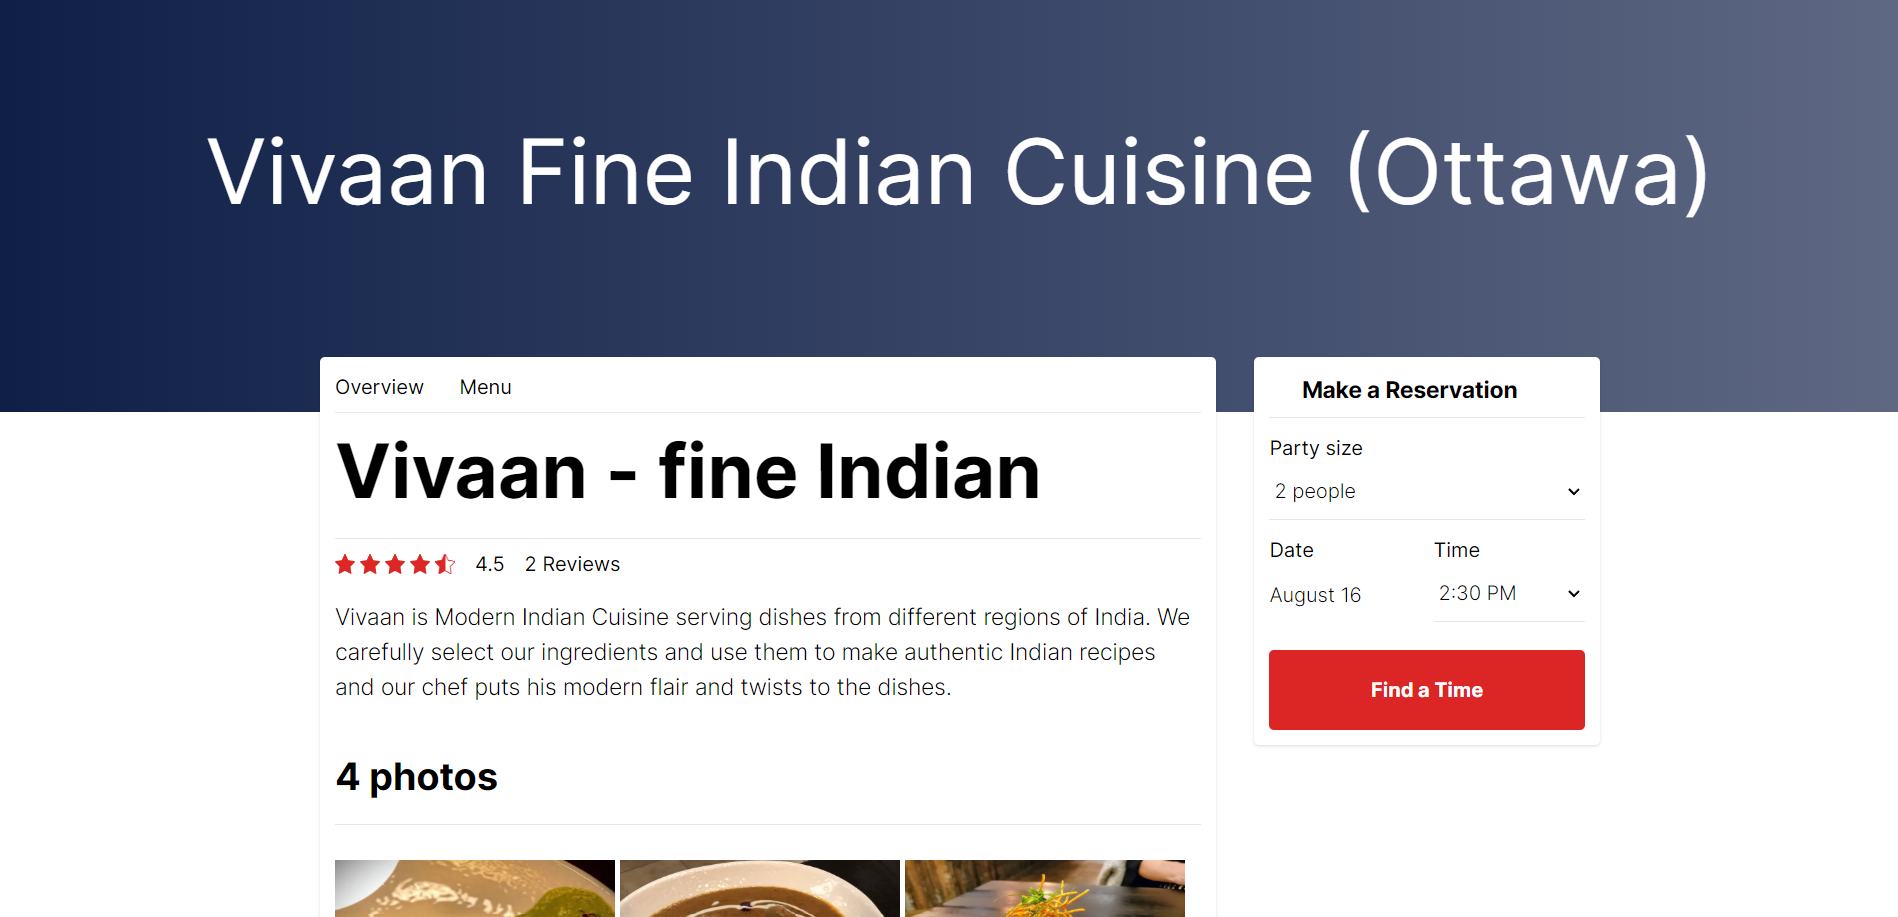 Vivaan Fine Indian Cuisine (Ottawa)
Overview Menu
Vivaan - fine Indian
4.5 2 Reviews
Vivaan is Modern Indian Cuisine serving dishes from different regions of India. We
carefully select our ingredients and use them to make authentic Indian recipes
and our chef puts his modern flair and twists to the dishes.
4 photos
Make a Reservation
Party size
2 people
Date Time
August 16 2:30 PM
Find a Time